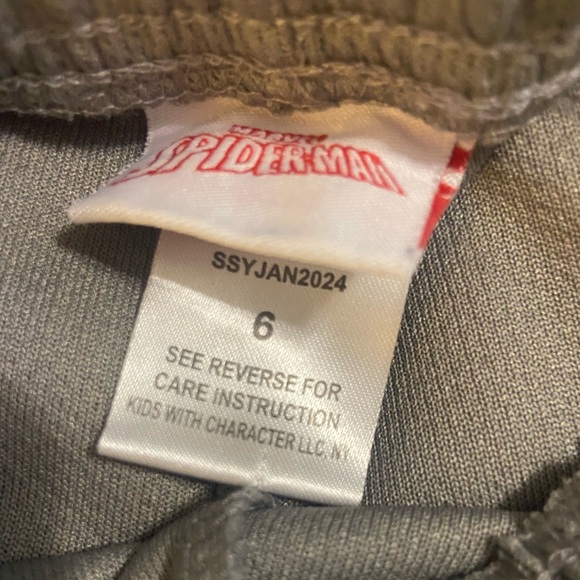 MARVEL
SPIDER-MAN
SSYJAN2024
6
SEE REVERSE FOR
CARE INSTRUCTION
KIDS WITH CHARACTER LLC, NY